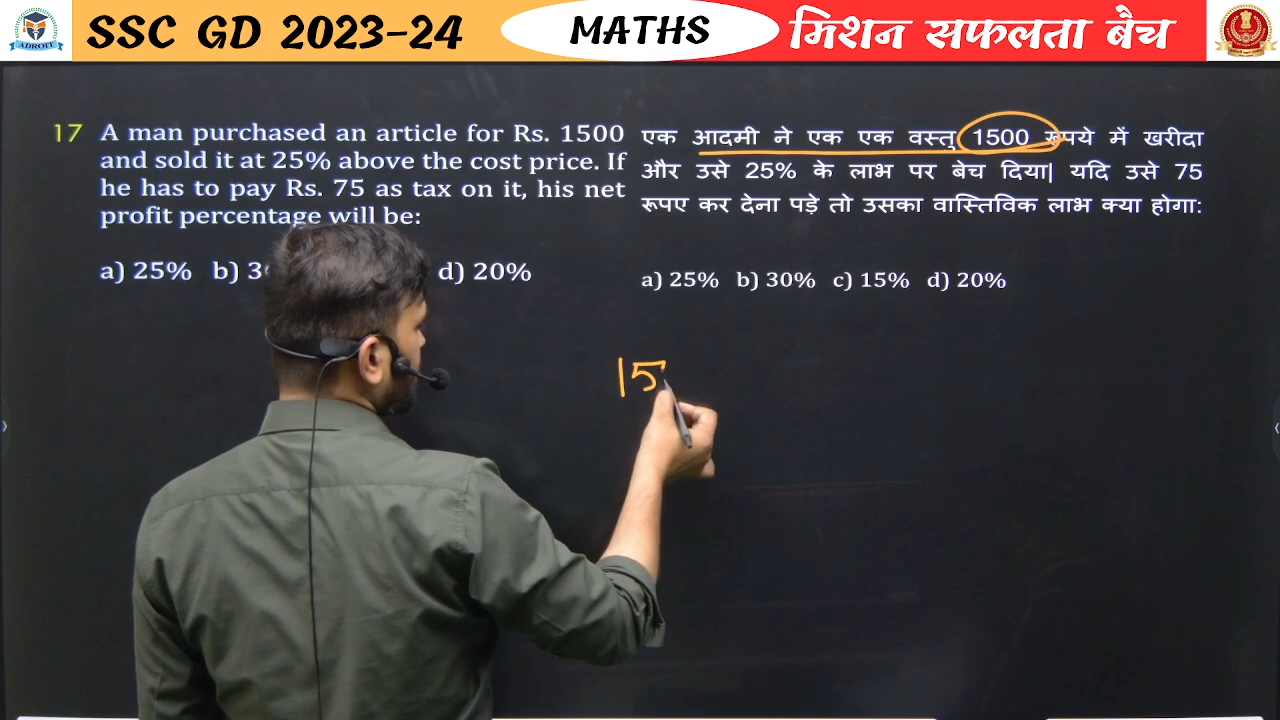 SSC GD 2023-24
MATHS
मिशन सफलता बैच
ADROIT
17
A man purchased an article for Rs. 1500
and sold it at 25% above the cost price. If
he has to pay Rs. 75 as tax on it, his net
profit percentage will be:
a) 25% b) 30 d) 20%
एक आदमी ने एक एक वस्तु 1500 रूपये में खरीदा
और उसे 25% के लाभ पर बेच दिया| यदि उसे 75
रूपए कर देना पड़े तो उसका वास्तिविक लाभ क्या होगा:
a) 25% b) 30% c) 15% d) 20%
15